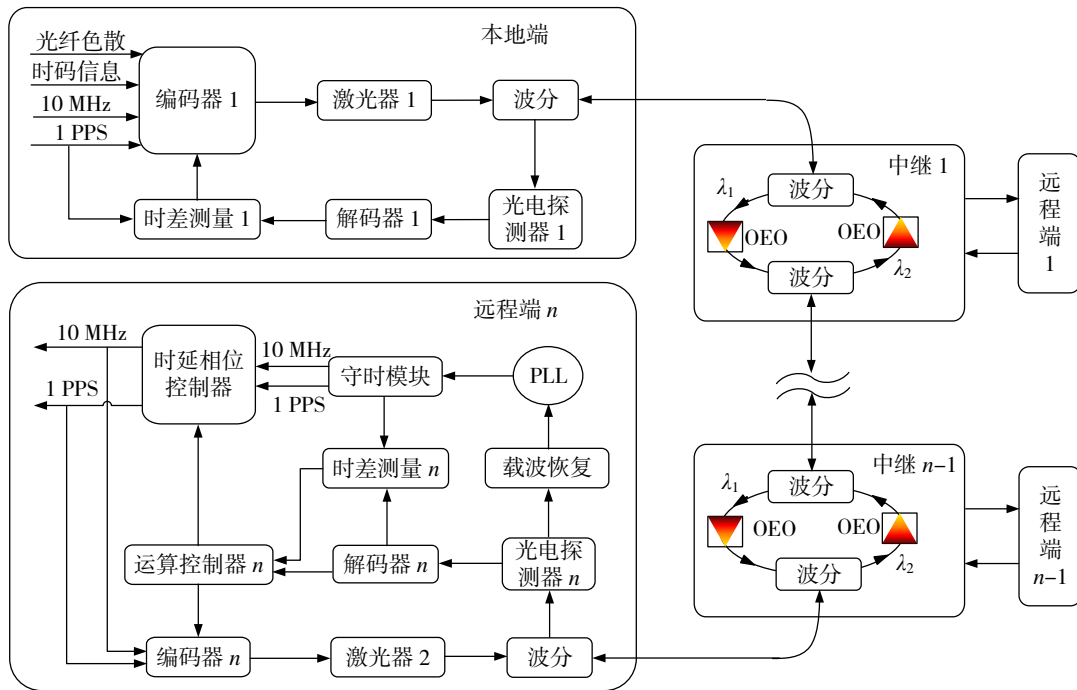 本地端
光纤色散
时码信息
10 MHz
1 PPS
编码器 1
激光器 1
波分
时差测量 1
解码器 1
光电探
测器 1
中继 1
λ1
波分
OEO
OEO
波分
λ2
远
程
端
1
远程端 n
10 MHz
1 PPS
时延相位
控制器
10 MHz
1 PPS
守时模块
PLL
时差测量 n
载波恢复
运算控制器 n
解码器 n
光电探
测器 n
编码器 n
激光器 2
波分
中继 n−1
λ1
波分
OEO
OEO
波分
λ2
远
程
端
n−1